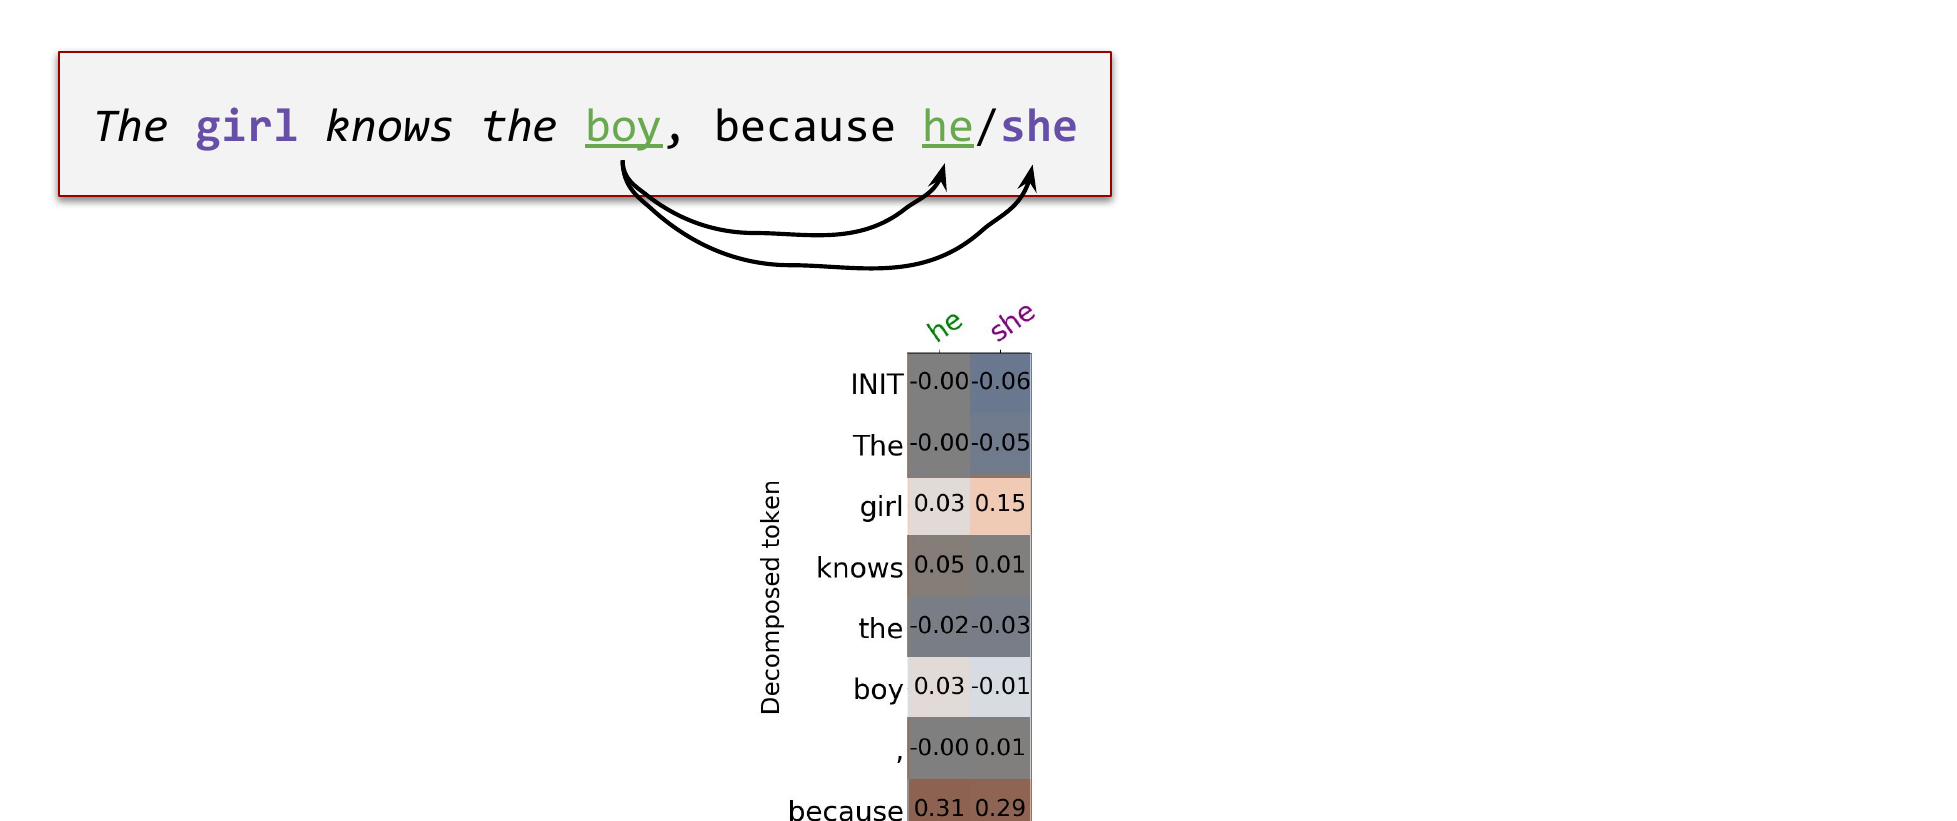 The girl knows the boy, because he/she
he she
INIT -0.00 -0.06
The -0.00 -0.05
girl 0.03 0.15
knows 0.05 0.01
the -0.02 -0.03
boy 0.03 -0.01
, -0.00 0.01
because 0.31 0.29
Decomposed token